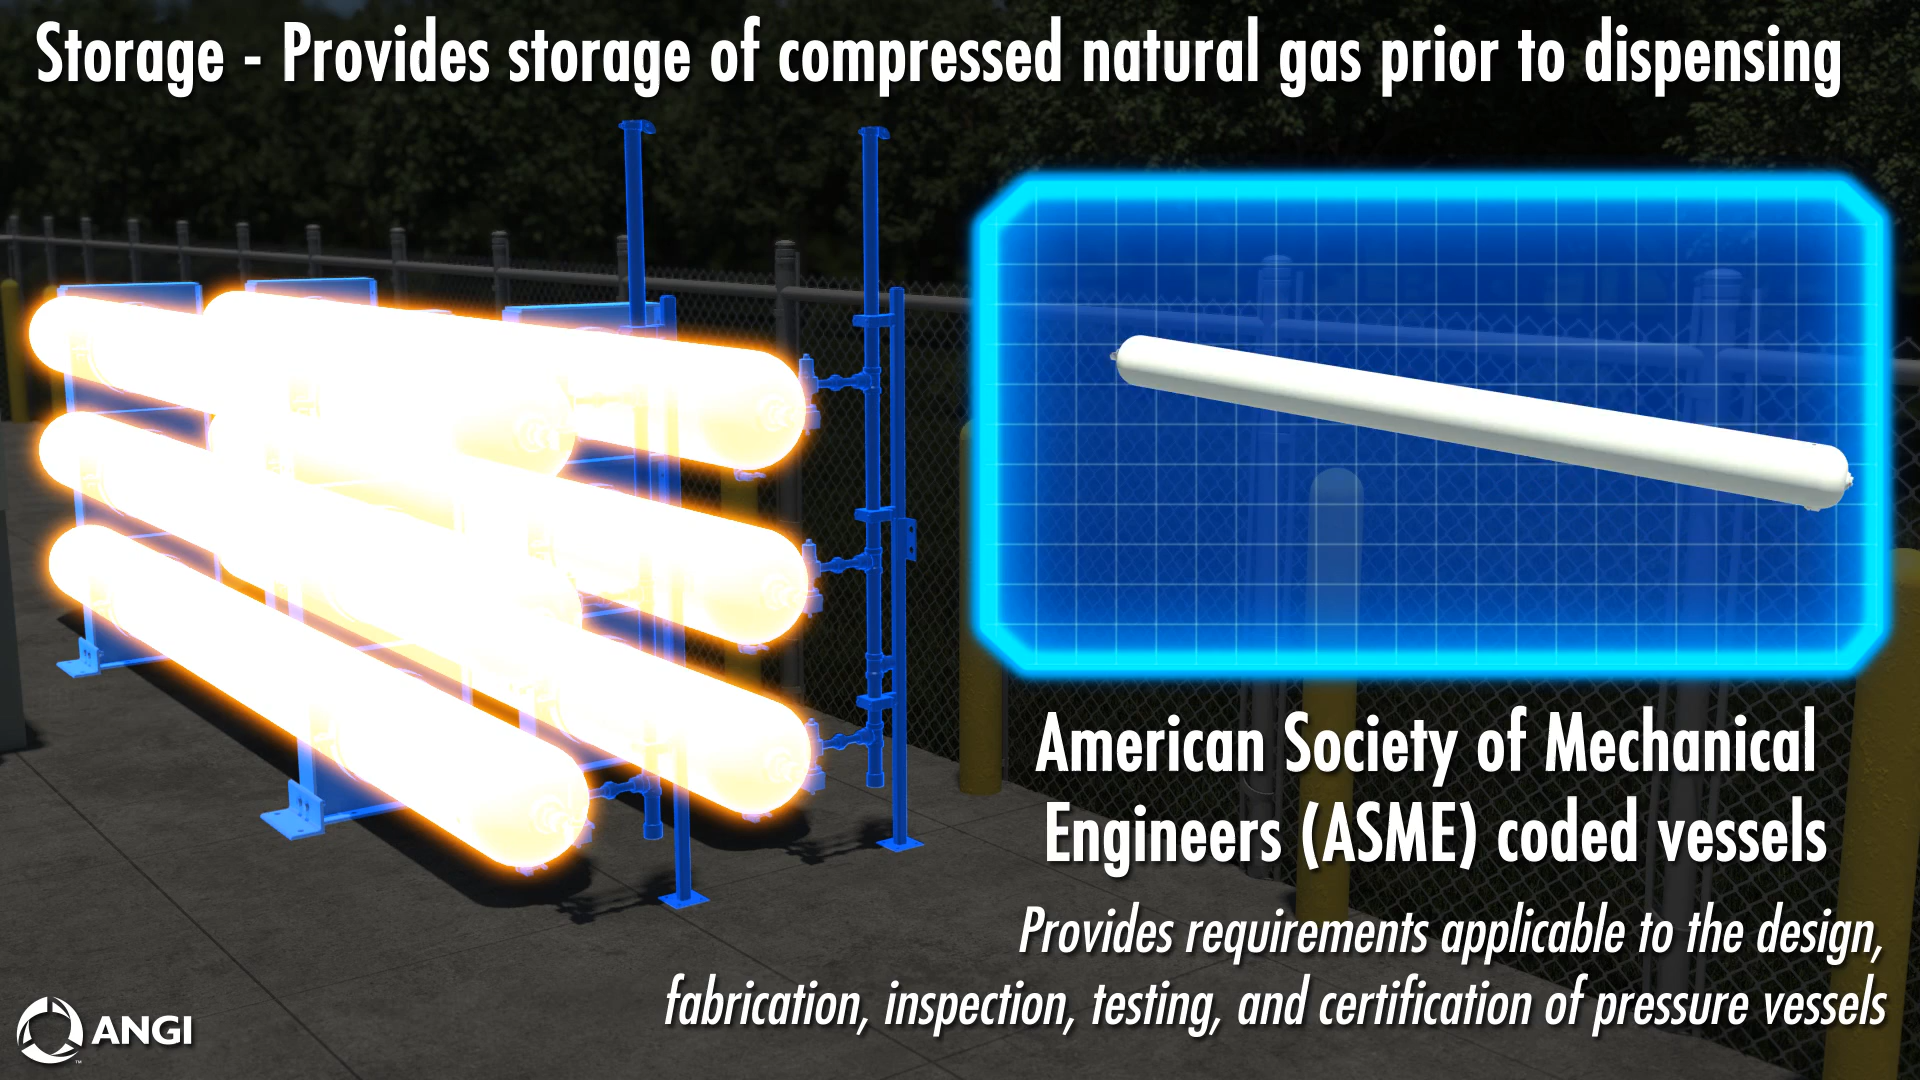 Storage - Provides storage of compressed natural gas prior to dispensing
American Society of Mechanical
Engineers (ASME) coded vessels
Provides requirements applicable to the design,
fabrication, inspection, testing, and certification of pressure vessels
ANGI™